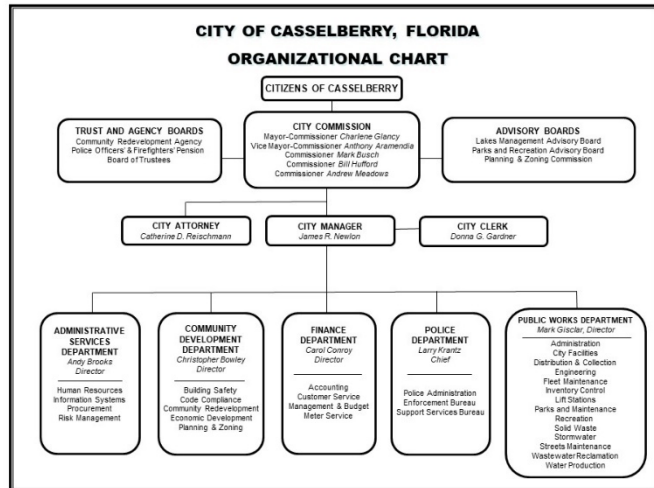 CITY OF CASSELBERRY, FLORIDA
ORGANIZATIONAL CHART
CITIZENS OF CASSELBERRY
TRUST AND AGENCY BOARDS
Community Redevelopment Agency
Police Officers' & Firefighters' Pension
Board of Trustees
CITY COMMISSION
Mayor-Commissioner Charlene Glancy
Vice Mayor-Commissioner Anthony Aramendia
Commissioner Mark Busch
Commissioner Bill Hufford
Commissioner Andrew Meadows
ADVISORY BOARDS
Lakes Management Advisory Board
Parks and Recreation Advisory Board
Planning & Zoning Commission
CITY ATTORNEY
Catherine D. Reischmann
CITY MANAGER
James R. Newlon
CITY CLERK
Donna G. Gardner
ADMINISTRATIVE
SERVICES
DEPARTMENT
Andy Brooks
Director
Human Resources
Information Systems
Procurement
Risk Management
COMMUNITY
DEVELOPMENT
DEPARTMENT
Christopher Bowley
Director
Building Safety
Code Compliance
Community Redevelopment
Economic Development
Planning & Zoning
FINANCE
DEPARTMENT
Carol Conroy
Director
Accounting
Customer Service
Management & Budget
Meter Service
POLICE
DEPARTMENT
Larry Krantz
Chief
Police Administration
Enforcement Bureau
Support Services Bureau
PUBLIC WORKS DEPARTMENT
Mark Gisclar, Director
Administration
City Facilities
Distribution & Collection
Engineering
Fleet Maintenance
Inventory Control
Lift Stations
Parks and Maintenance
Recreation
Solid Waste
Stormwater
Streets Maintenance
Wastewater Reclamation
Water Production